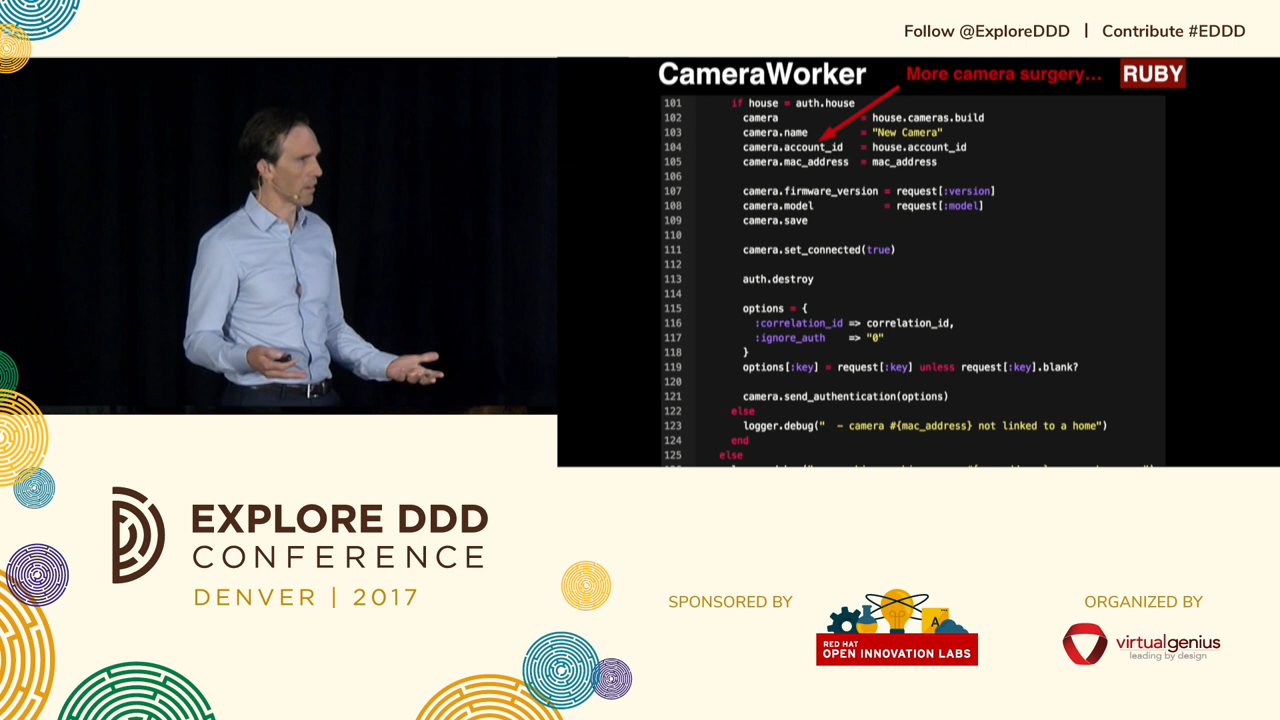 Follow @ExploreDDD | Contribute #EDDD
CameraWorker
More camera surgery...
RUBY
101 if house = auth.house
102 camera = house.cameras.build
103 camera.name = "New Camera"
104 camera.account_id = house.account_id
105 camera.mac_address = mac_address
106
107 camera.firmware_version = request[:version]
108 camera.model = request[:model]
109 camera.save
110
111 camera.set_connected(true)
112
113 auth.destroy
114
115 options = {
116 :correlation_id => correlation_id,
117 :ignore_auth => "0"
118 }
119 options[:key] = request[:key] unless request[:key].blank?
120
121 camera.send_authentication(options)
122 else
123 logger.debug(" - camera #{mac_address} not linked to a home")
124 end
125 else
EXPLORE DDD
CONFERENCE
DENVER | 2017
SPONSORED BY
A
RED HAT
OPEN INNOVATION LABS
ORGANIZED BY
virtualgenius
leading by design